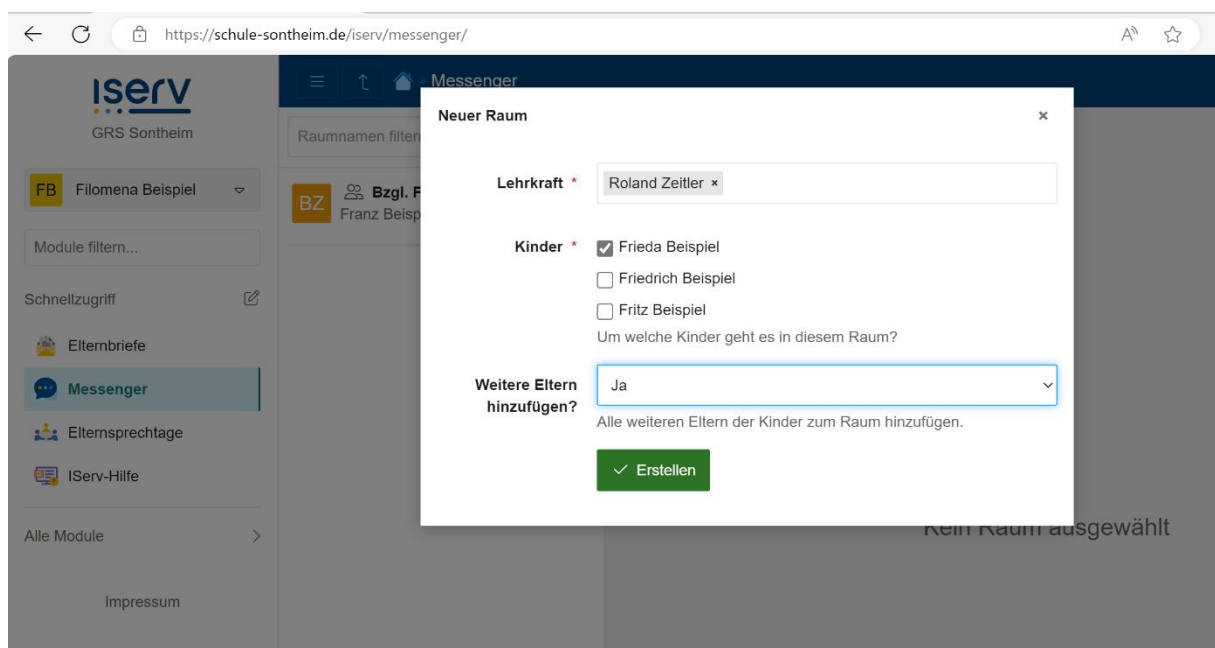 https://schule-sontheim.de/iserv/messenger/
A
IServ
GRS Sontheim
FB Filomena Beispiel
Module filtern...
Schnellzugriff
Elternbriefe
Messenger
Elternsprechtage
IServ-Hilfe
Alle Module
Impressum
Messenger
Raumnamen filter
BZ Bzgl. F
Franz Beisp
Neuer Raum ×
Lehrkraft * Roland Zeitler ×
Kinder * Frieda Beispiel
Friedrich Beispiel
Fritz Beispiel
Um welche Kinder geht es in diesem Raum?
Weitere Eltern hinzufügen? Ja
Alle weiteren Eltern der Kinder zum Raum hinzufügen.
Erstellen
Kein Raum ausgewählt